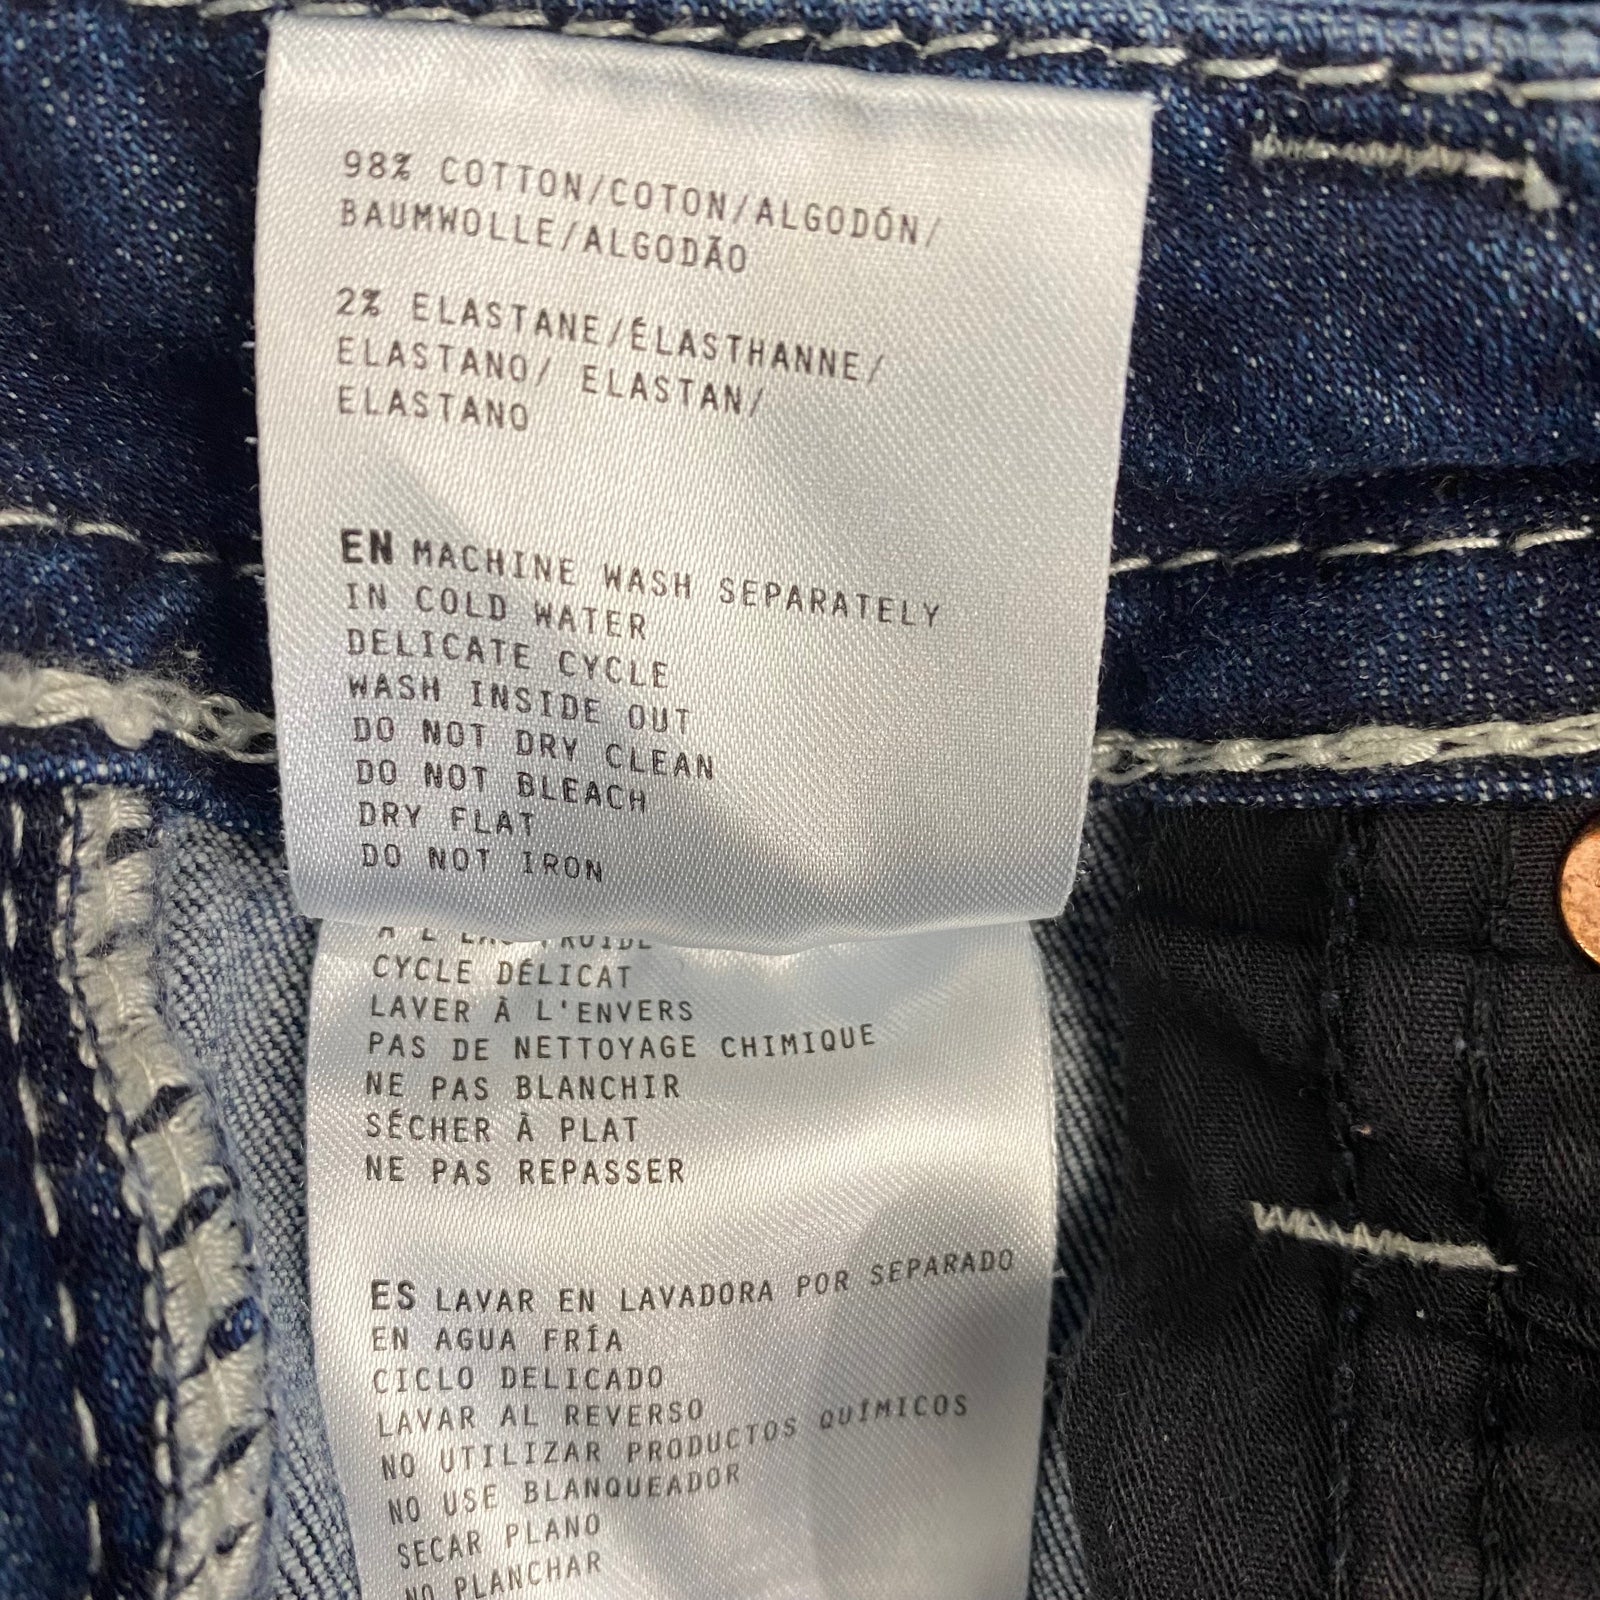 98% COTTON/COTON/ALGODÓN/
BAUMWOLLE/ALGODÃO
2% ELASTANE/ÉLASTHANNE/
ELASTANO/ ELASTAN/
ELASTANO
EN MACHINE WASH SEPARATELY
IN COLD WATER
DELICATE CYCLE
WASH INSIDE OUT
DO NOT DRY CLEAN
DO NOT BLEACH
DRY FLAT
DO NOT IRON
CYCLE DÉLICAT
LAVER À L'ENVERS
PAS DE NETTOYAGE CHIMIQUE
NE PAS BLANCHIR
SÉCHER À PLAT
NE PAS REPASSER
ES LAVAR EN LAVADORA POR SEPARADO
EN AGUA FRÍA
CICLO DELICADO
LAVAR AL REVERSO
NO UTILIZAR PRODUCTOS QUÍMICOS
NO USE BLANQUEADOR
SECAR PLANO
NO PLANCHAR